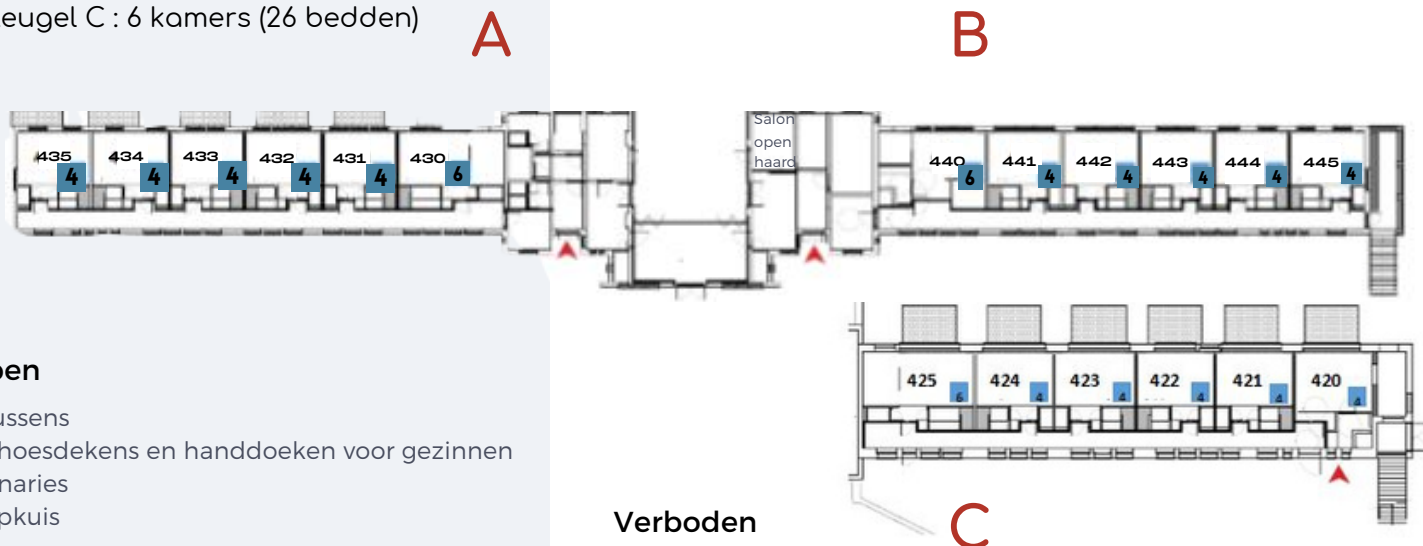 eugel C : 6 kamers (26 bedden)
A
B
Salon
open
haard
435 434 433 432 431 430
4 4 4 4 4 6
440 441 442 443 444 445
6 4 4 4 4 4
425 424 423 422 421 420
6 4 4 4 4 4
en
ussens
hoesdekens en handdoeken voor gezinnen
naries
pkuis
Verboden
C